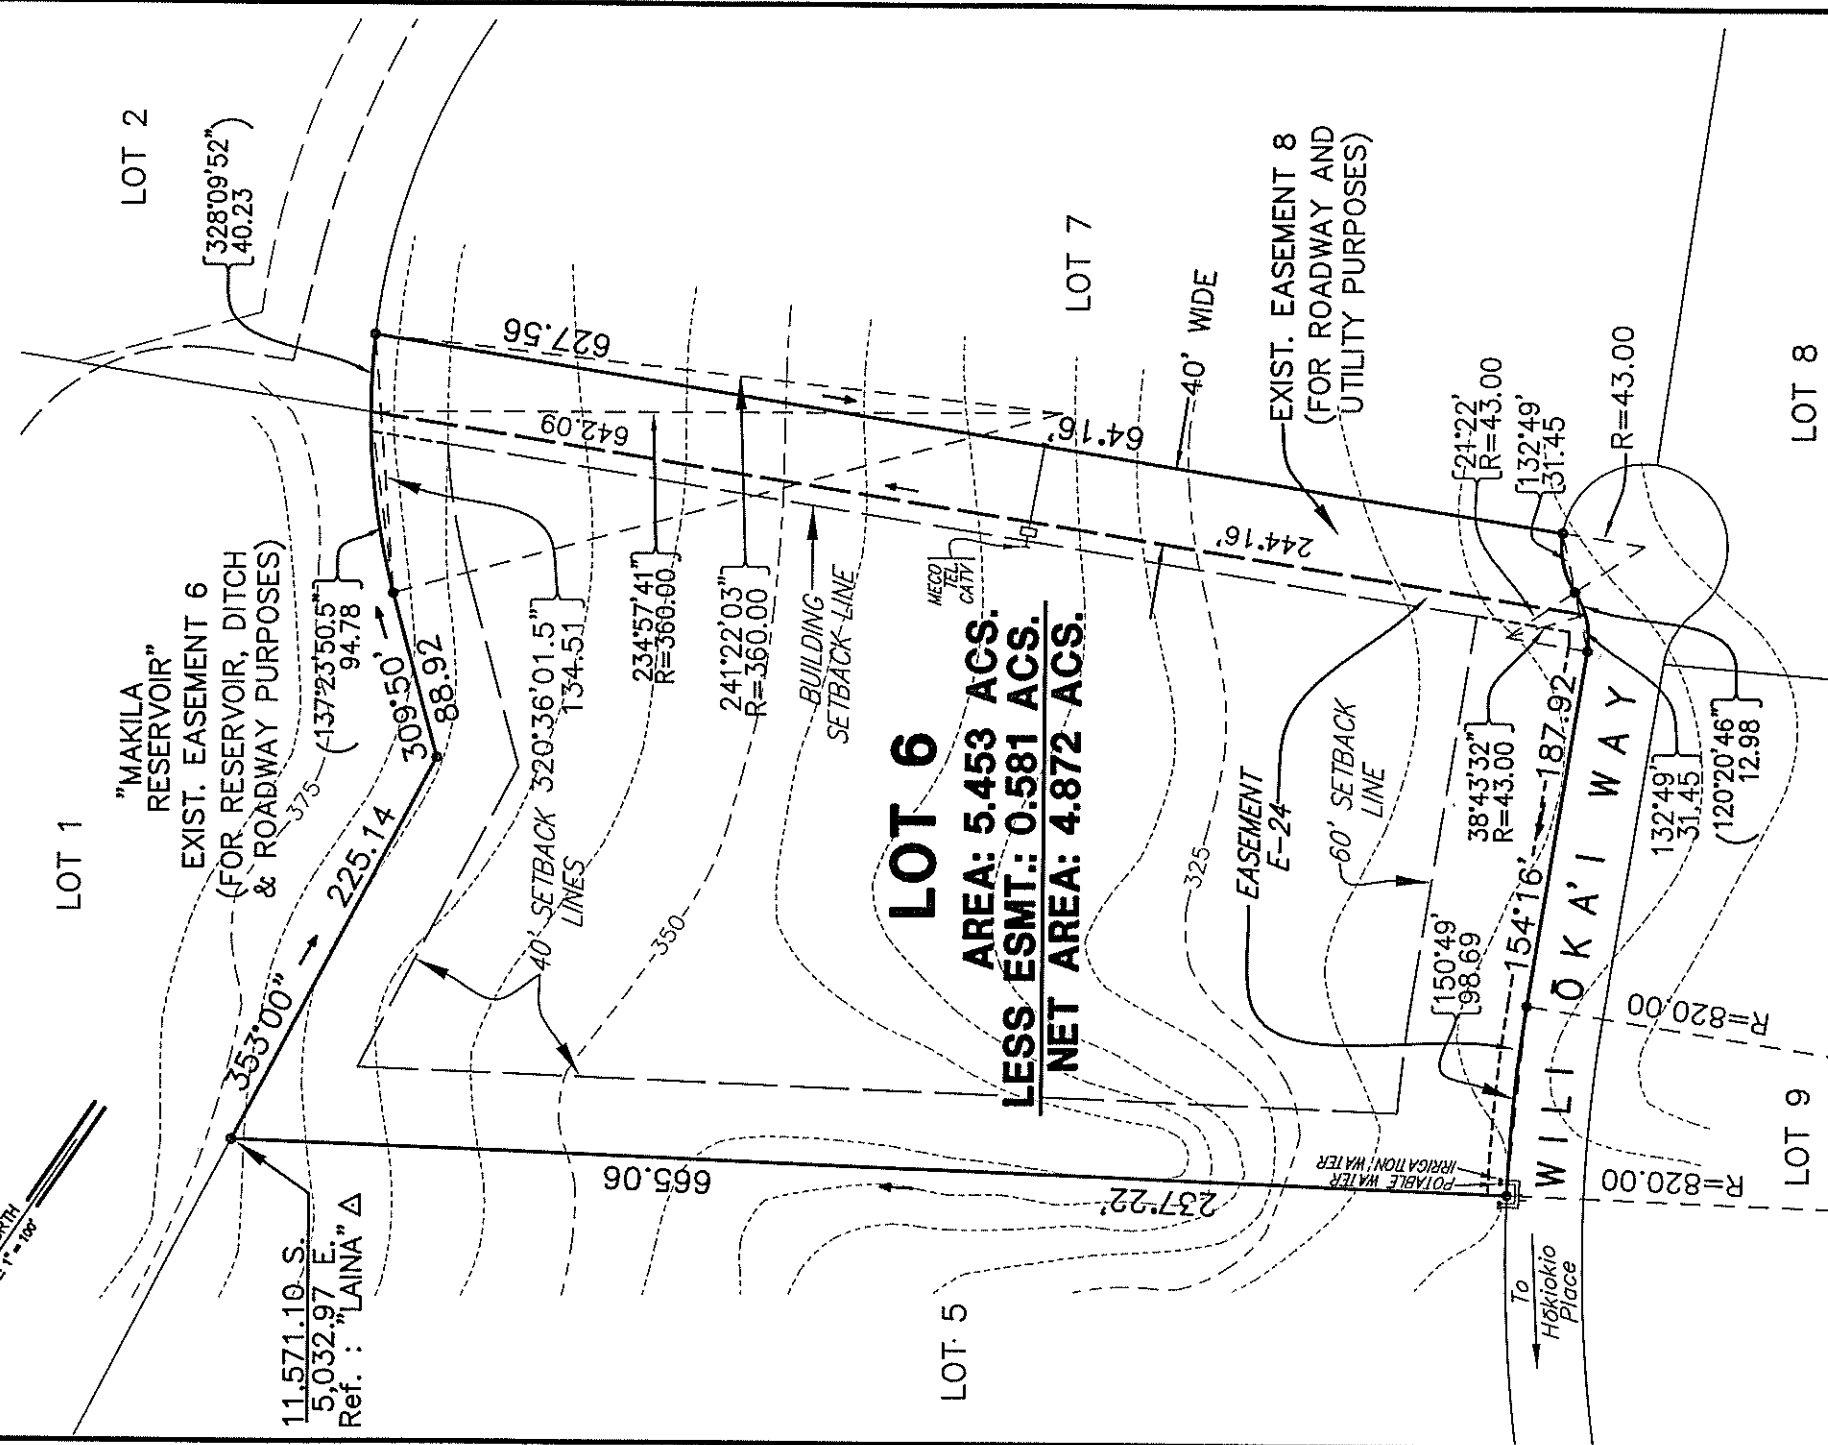 LOT 1
LOT 2
"MAKILA
RESERVOIR"
EXIST. EASEMENT 6
(FOR RESERVOIR, DITCH
& ROADWAY PURPOSES)
375
(137°23'50.5")
94.78
328°09'52"
40.23
353°00"
225.14
309°50'
88.92
11,571.10 S.
5,032.97 E.
Ref. : "LAINA" △
1" = 100'
40' SETBACK
LINES
320°36'01.5"
134.51
234°57'41"
R=360.00
241°22'03"
R=360.00
BUILDING
SETBACK LINE
627.56
642.09
64°16'
244°16'
40' WIDE
LOT 7
EXIST. EASEMENT 8
(FOR ROADWAY AND
UTILITY PURPOSES)
MECO
TEL
CATV
350
LOT 6
AREA: 5.453 ACS.
LESS ESMT.: 0.581 ACS.
NET AREA: 4.872 ACS.
325
EASEMENT
E-24
60' SETBACK
LINE
21°22'
R=43.00
132°49'
31.45
R=43.00
38°43'32"
R=43.00
132°49"
31.45
(120°20'46")
12.98
187.92
154°16'
150°49'
98.69
665.06
237°22'
POTABLE WATER
IRRIGATION WATER
WILI OKA'I WAY
R=820.00
R=820.00
LOT 5
LOT 8
LOT 9
To
Hōkiokio
Place